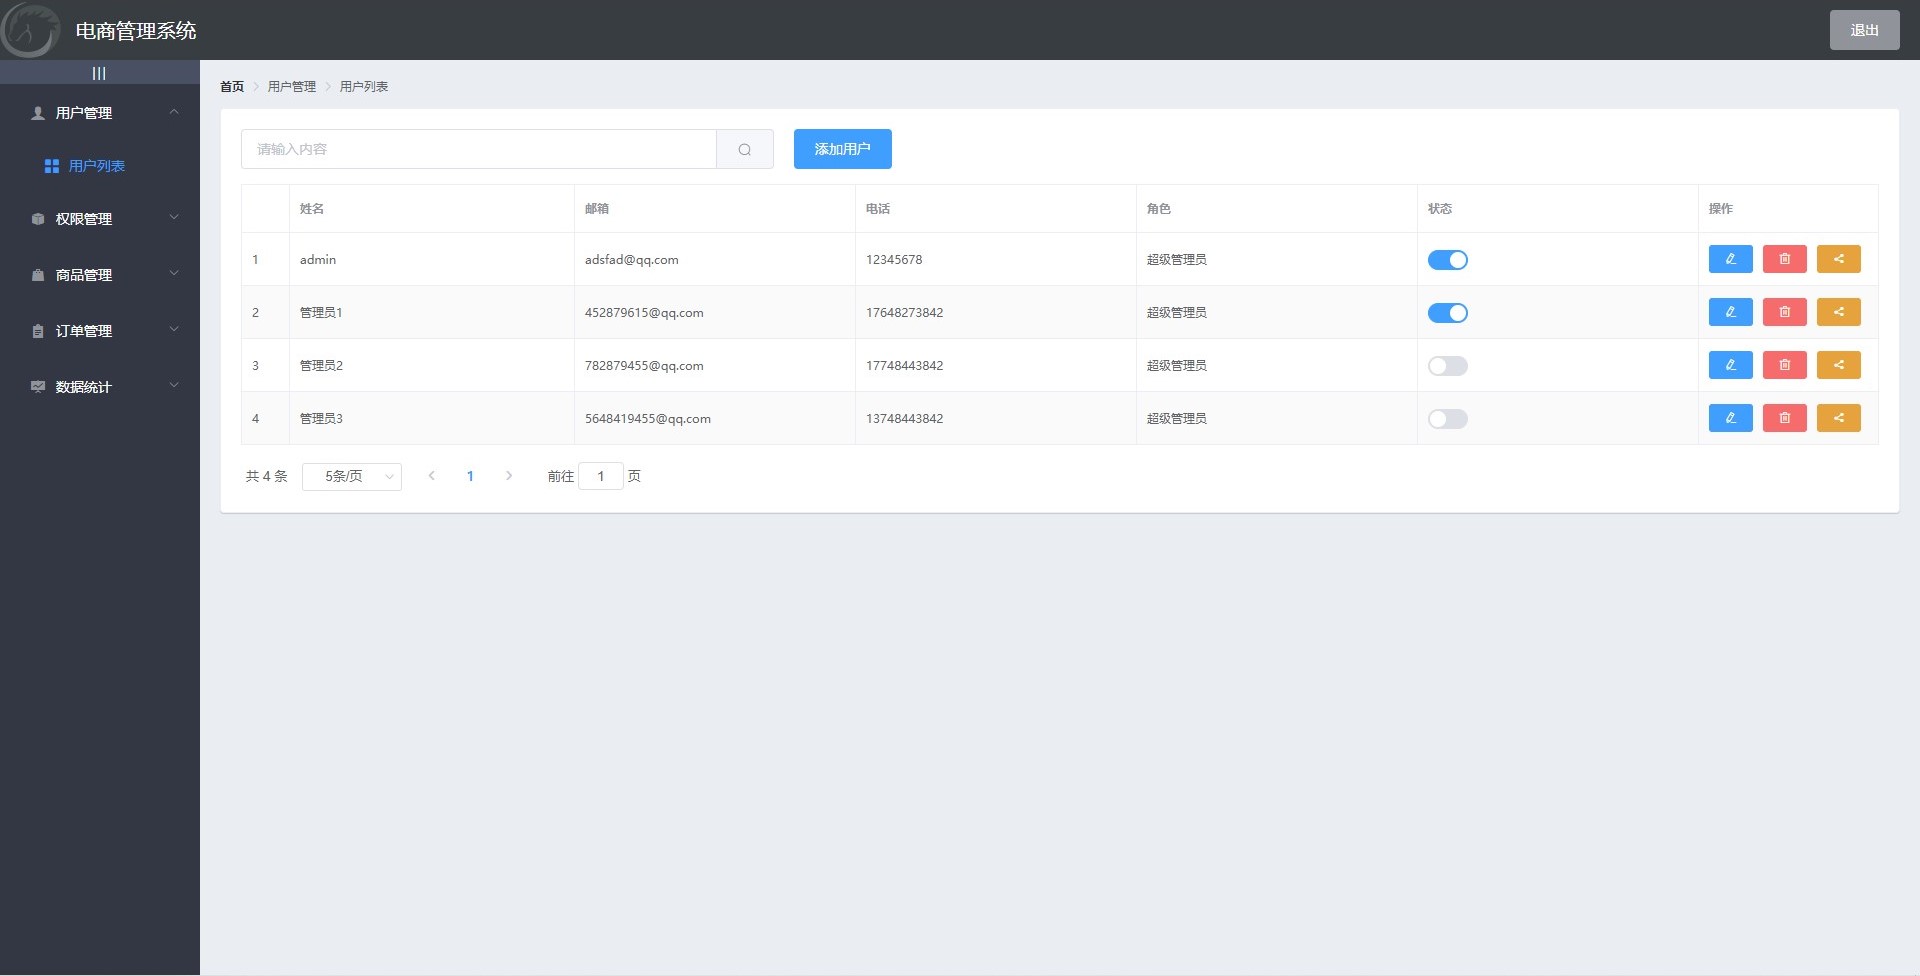 电商管理系统
退出
|||
首页 用户管理 用户列表
用户管理
用户列表
权限管理
商品管理
订单管理
数据统计
请输入内容
添加用户
姓名 邮箱 电话 角色 状态 操作
1 admin adsfad@qq.com 12345678 超级管理员
2 管理员1 452879615@qq.com 17648273842 超级管理员
3 管理员2 782879455@qq.com 17748443842 超级管理员
4 管理员3 5648419455@qq.com 13748443842 超级管理员
共 4 条 5条/页 1 前往 1 页